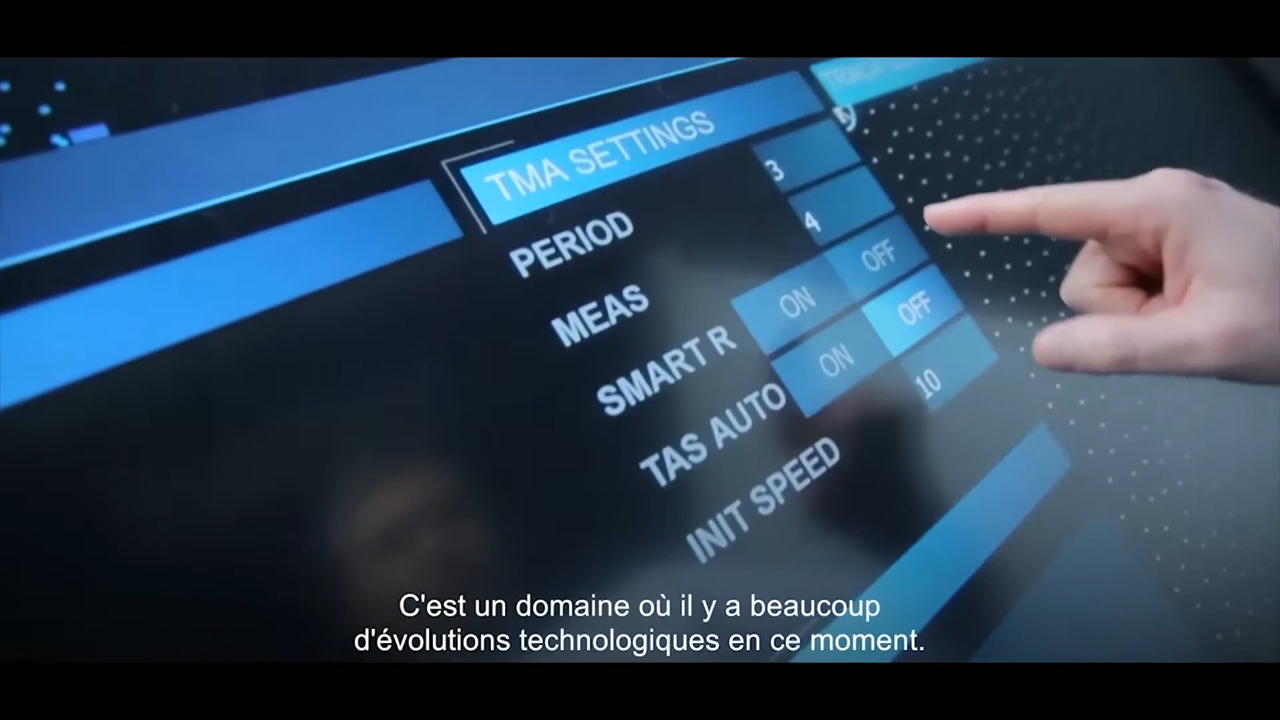 TMA SETTINGS
PERIOD 3
MEAS 4
SMART R ON OFF
TAS AUTO ON OFF
INIT SPEED 10
C'est un domaine où il y a beaucoup
d'évolutions technologiques en ce moment.